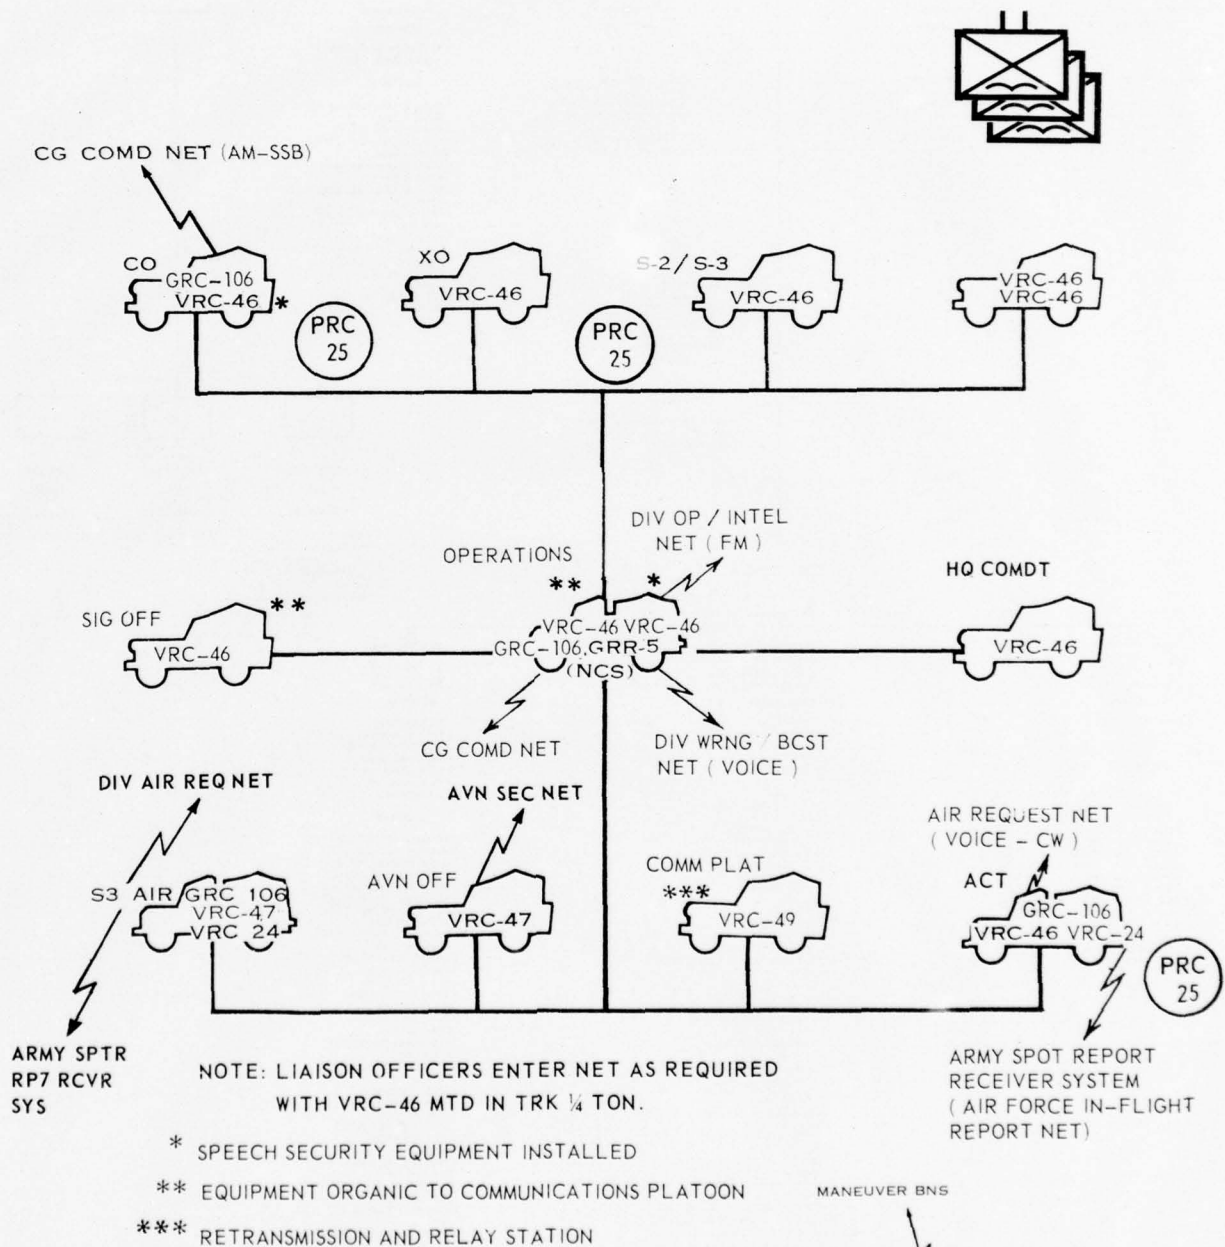 CG COMD NET (AM-SSB)
CO
GRC-106
VRC-46 *
PRC
25
XO
VRC-46
PRC
25
S-2 / S-3
VRC-46
VRC-46
VRC-46
OPERATIONS
**
*
DIV OP / INTEL
NET ( FM )
HQ COMDT
SIG OFF
**
VRC-46
VRC-46 VRC-46
GRC-106, GRR-5
(NCS)
VRC-46
CG COMD NET
DIV WRNG / BCST
NET ( VOICE )
DIV AIR REQ NET
AVN SEC NET
AIR REQUEST NET
( VOICE - CW )
S3 AIR GRC 106
VRC-47
VRC 24
AVN OFF
VRC-47
COMM PLAT
***
VRC-49
ACT
GRC-106
VRC-46 VRC-24
PRC
25
ARMY SPTR
RP7 RCVR
SYS
ARMY SPOT REPORT
RECEIVER SYSTEM
( AIR FORCE IN-FLIGHT
REPORT NET)
NOTE: LIAISON OFFICERS ENTER NET AS REQUIRED
WITH VRC-46 MTD IN TRK ¼ TON.
* SPEECH SECURITY EQUIPMENT INSTALLED
** EQUIPMENT ORGANIC TO COMMUNICATIONS PLATOON
*** RETRANSMISSION AND RELAY STATION
MANEUVER BNS